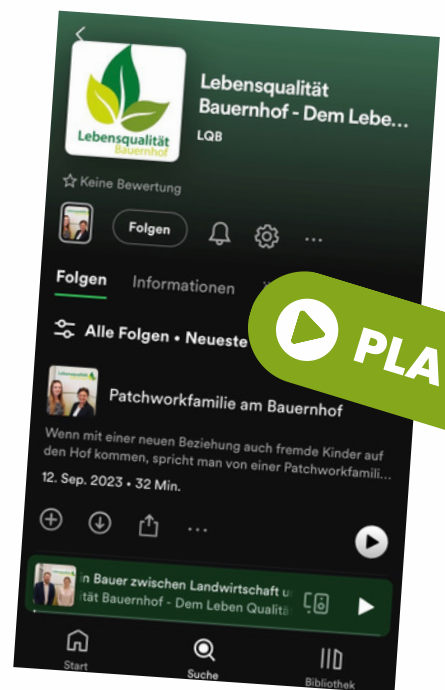 Lebensqualität
Bauernhof
Lebensqualität
Bauernhof - Dem Lebe...
LQB
Keine Bewertung
Folgen
Folgen Informationen
Alle Folgen • Neueste
PLA
Patchworkfamilie am Bauernhof
Wenn mit einer neuen Beziehung auch fremde Kinder auf
den Hof kommen, spricht man von einer Patchworkfamili...
12. Sep. 2023 • 32 Min.
n Bauer zwischen Landwirtschaft u
ität Bauernhof - Dem Leben Qualitä
Start
Suche
Bibliothek